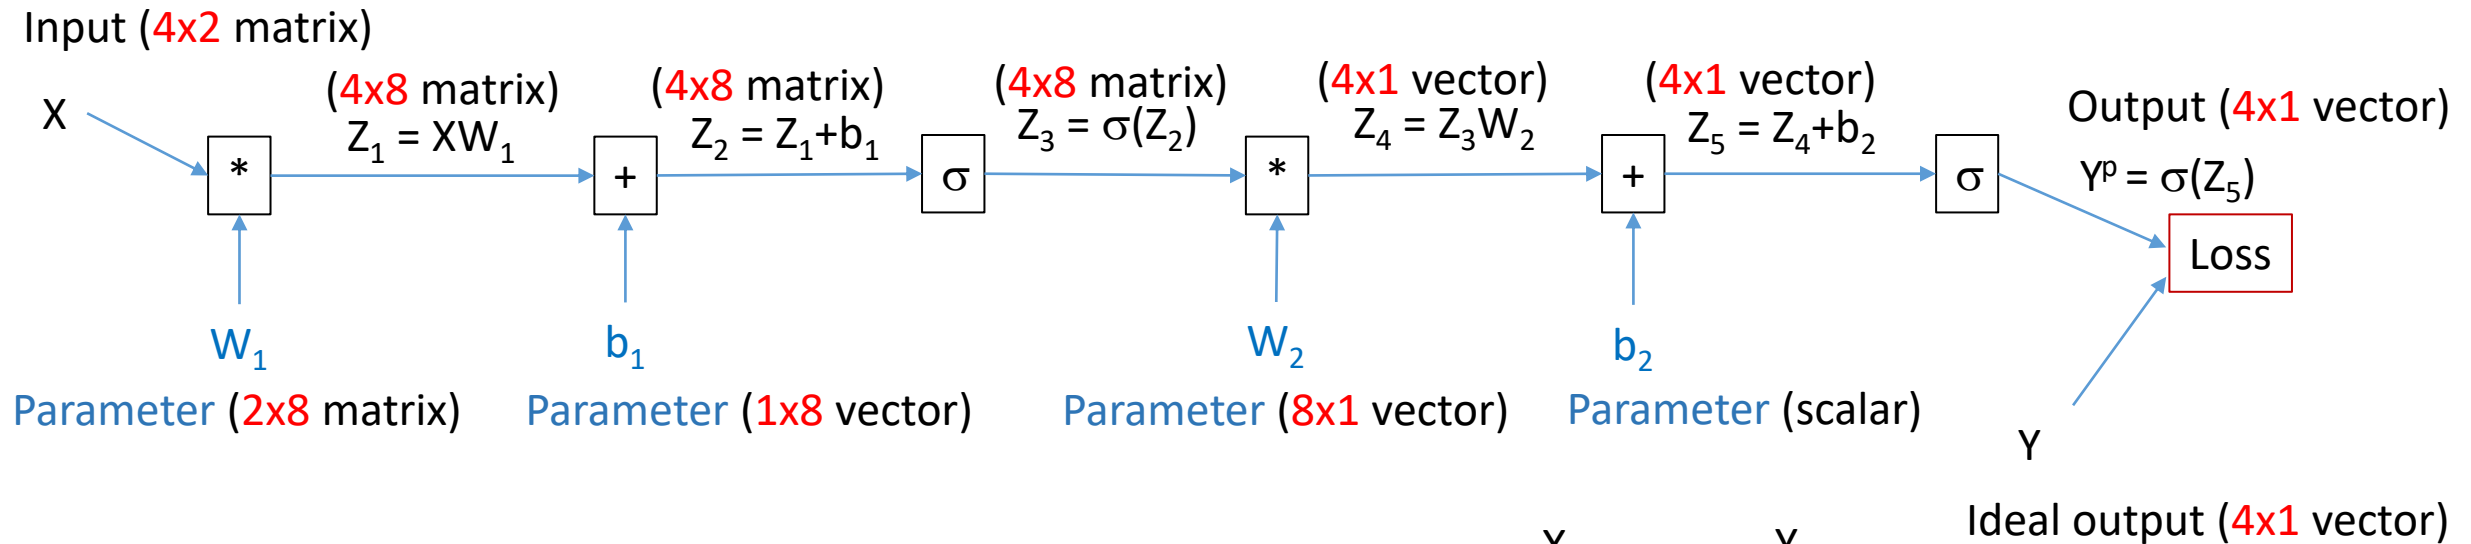 Input (4x2 matrix)
X
(4x8 matrix)
Z₁ = XW₁
(4x8 matrix)
Z₂ = Z₁+b₁
(4x8 matrix)
Z₃ = σ(Z₂)
(4x1 vector)
Z₄ = Z₃W₂
(4x1 vector)
Z₅ = Z₄+b₂
Output (4x1 vector)
Yᵖ = σ(Z₅)
*
+
σ
*
+
σ
Loss
W₁
b₁
W₂
b₂
Parameter (2x8 matrix)
Parameter (1x8 vector)
Parameter (8x1 vector)
Parameter (scalar)
Y
Ideal output (4x1 vector)